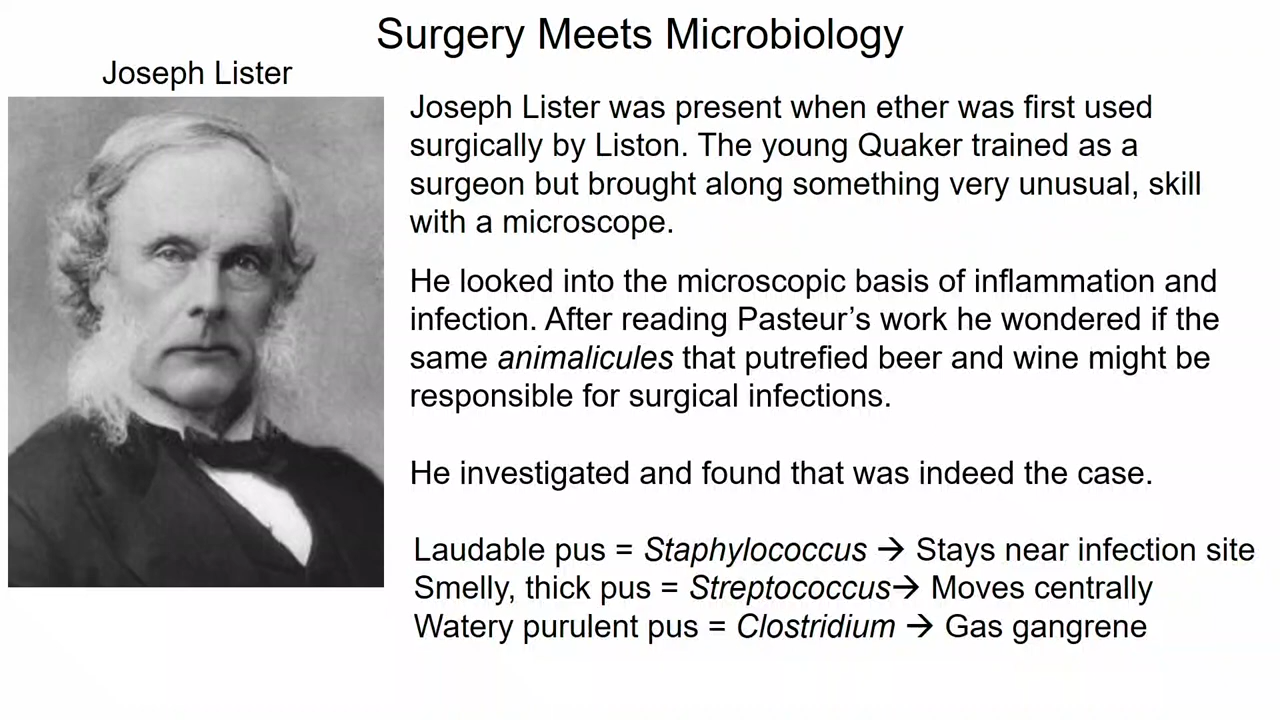 Surgery Meets Microbiology
Joseph Lister
Joseph Lister was present when ether was first used
surgically by Liston. The young Quaker trained as a
surgeon but brought along something very unusual, skill
with a microscope.
He looked into the microscopic basis of inflammation and
infection. After reading Pasteur’s work he wondered if the
same animalicules that putrefied beer and wine might be
responsible for surgical infections.
He investigated and found that was indeed the case.
Laudable pus = Staphylococcus → Stays near infection site
Smelly, thick pus = Streptococcus→ Moves centrally
Watery purulent pus = Clostridium → Gas gangrene